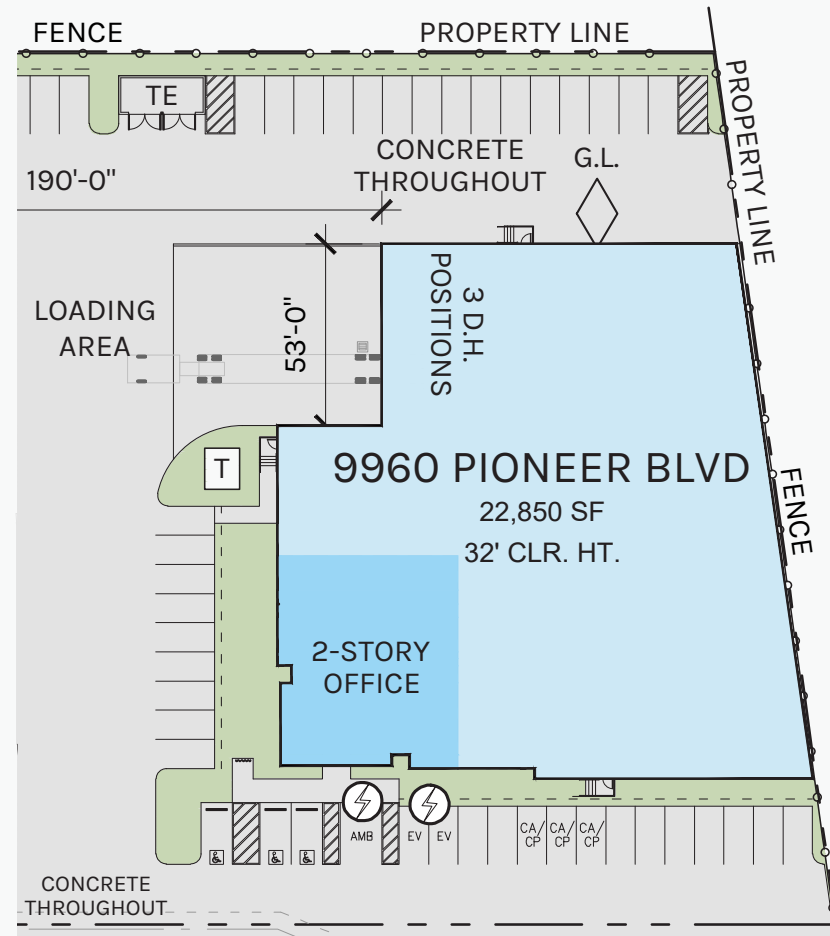 FENCE
PROPERTY LINE
TE
PROPERTY LINE
190'-0"
CONCRETE
THROUGHOUT
G.L.
LOADING
AREA
53'-0"
3 D.H.
POSITIONS
T
9960 PIONEER BLVD
22,850 SF
32' CLR. HT.
FENCE
2-STORY
OFFICE
AMB
EV
EV
CA/
CP
CA/
CP
CA/
CP
CONCRETE
THROUGHOUT